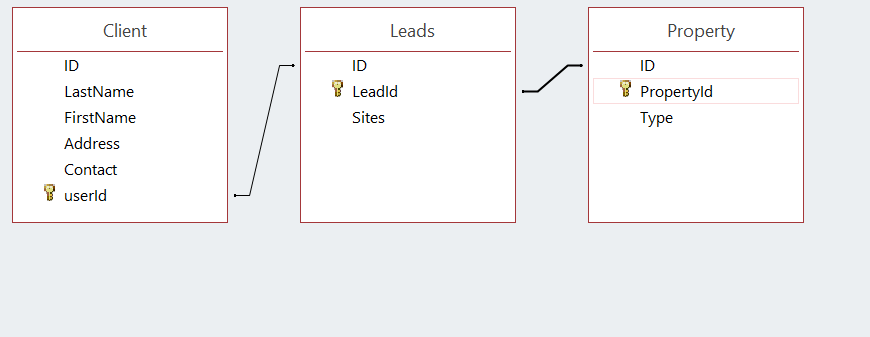 Client
ID
LastName
FirstName
Address
Contact
userId
Leads
ID
LeadId
Sites
Property
ID
PropertyId
Type